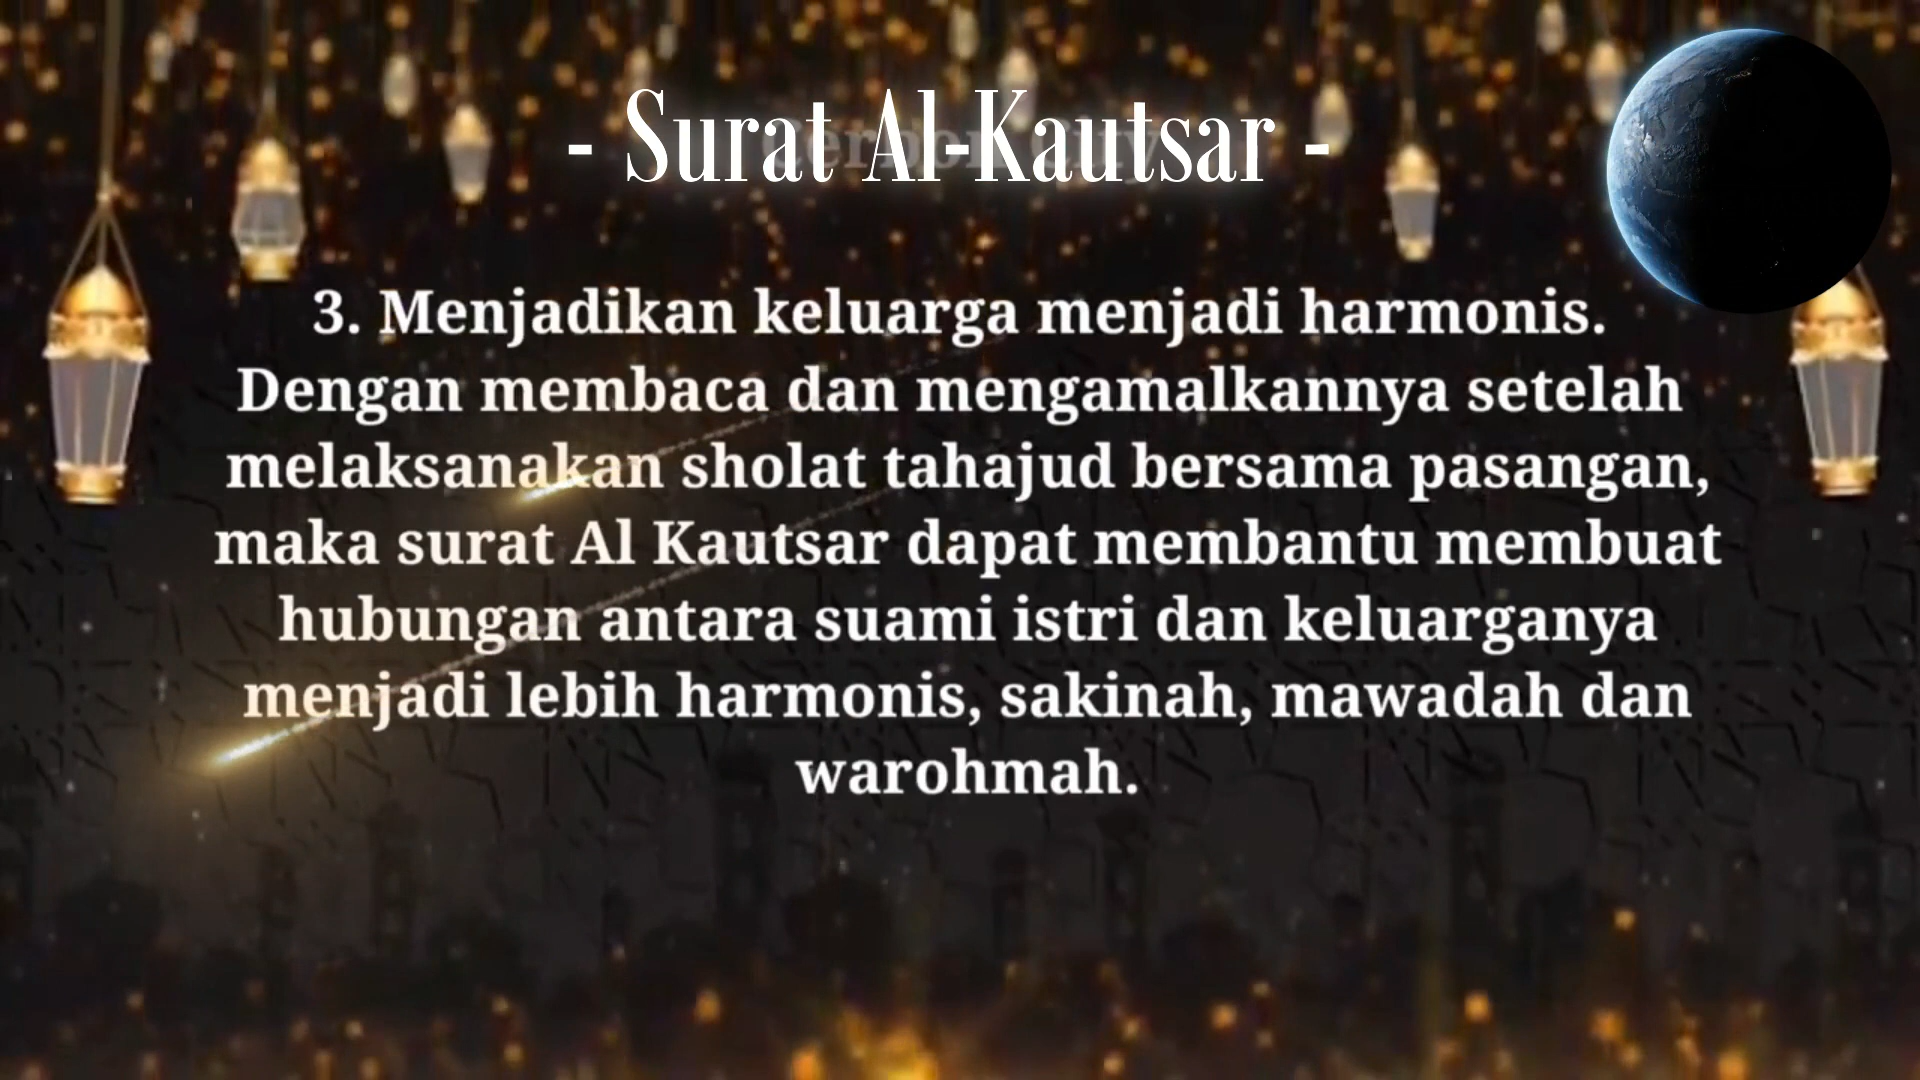 - Surat Al-Kautsar -
3. Menjadikan keluarga menjadi harmonis.
Dengan membaca dan mengamalkannya setelah
melaksanakan sholat tahajud bersama pasangan,
maka surat Al Kautsar dapat membantu membuat
hubungan antara suami istri dan keluarganya
menjadi lebih harmonis, sakinah, mawadah dan
warohmah.